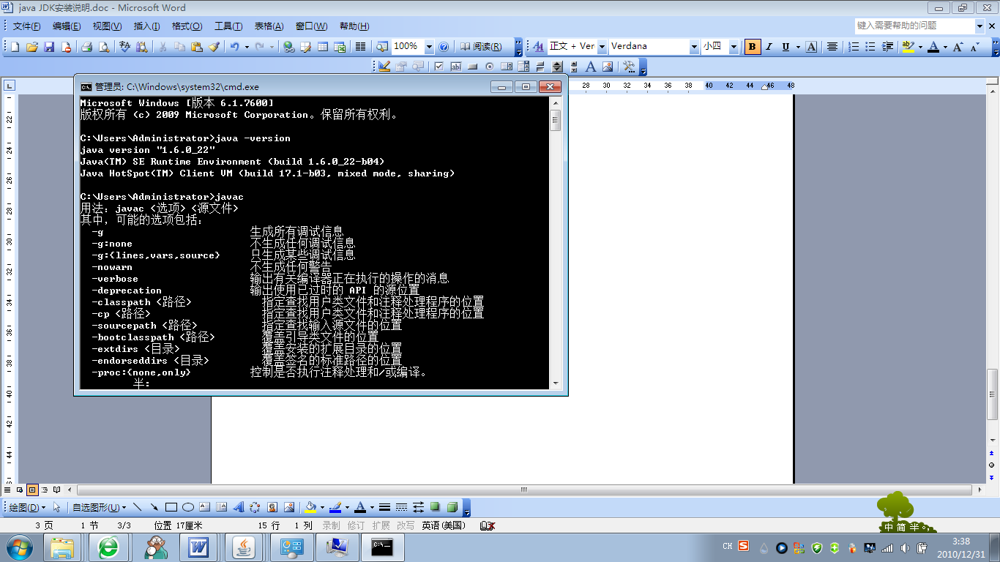 java JDK安装说明.doc - Microsoft Word
文件(F) 编辑(E) 视图(V) 插入(I) 格式(O) 工具(T) 表格(A) 窗口(W) 帮助(H) 键入需要帮助的问题
100% 阅读(R) 正文 + Ver Verdana 小四 B I U A
管理员: C:\Windows\system32\cmd.exe
28 30 32 34 36 38 40 42 44 46 48
Microsoft Windows [版本 6.1.7600]
版权所有 (c) 2009 Microsoft Corporation。保留所有权利。
C:\Users\Administrator>java -version
java version "1.6.0_22"
Java(TM) SE Runtime Environment (build 1.6.0_22-b04)
Java HotSpot(TM) Client VM (build 17.1-b03, mixed mode, sharing)
C:\Users\Administrator>javac
用法：javac <选项> <源文件>
其中，可能的选项包括：
-g 生成所有调试信息
-g:none 不生成任何调试信息
-g:{lines,vars,source} 只生成某些调试信息
-nowarn 不生成任何警告
-verbose 输出有关编译器正在执行的操作的消息
-deprecation 输出使用已过时的 API 的源位置
-classpath <路径> 指定查找用户类文件和注释处理程序的位置
-cp <路径> 指定查找用户类文件和注释处理程序的位置
-sourcepath <路径> 指定查找输入源文件的位置
-bootclasspath <路径> 覆盖引导类文件的位置
-extdirs <目录> 覆盖安装的扩展目录的位置
-endorseddirs <目录> 覆盖签名的标准路径的位置
-proc:{none,only} 控制是否执行注释处理和/或编译。
半:
22
24
26
28
30
32
34
36
38
40
42
44
绘图(D) 自选图形(U)
3 页 1 节 3/3 位置 17厘米 15 行 1 列 录制 修订 扩展 改写 英语(美国)
中 简 半 。,
CH 3:38
2010/12/31